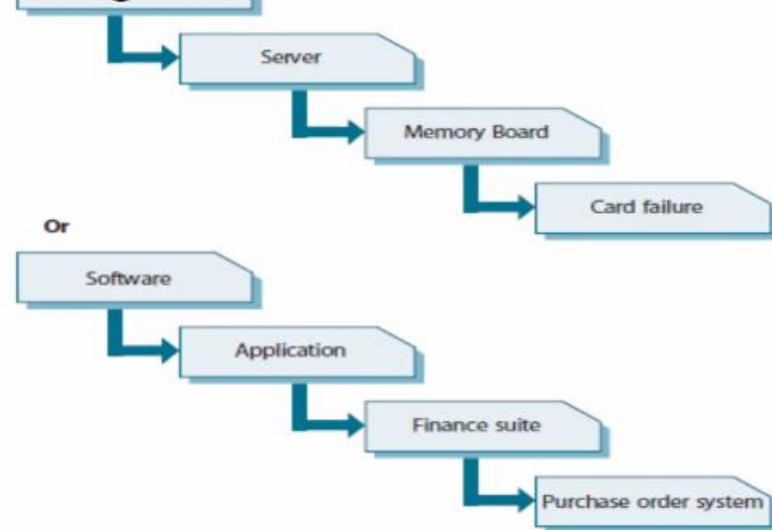 Server
Memory Board
Card failure
Or
Software
Application
Finance suite
Purchase order system